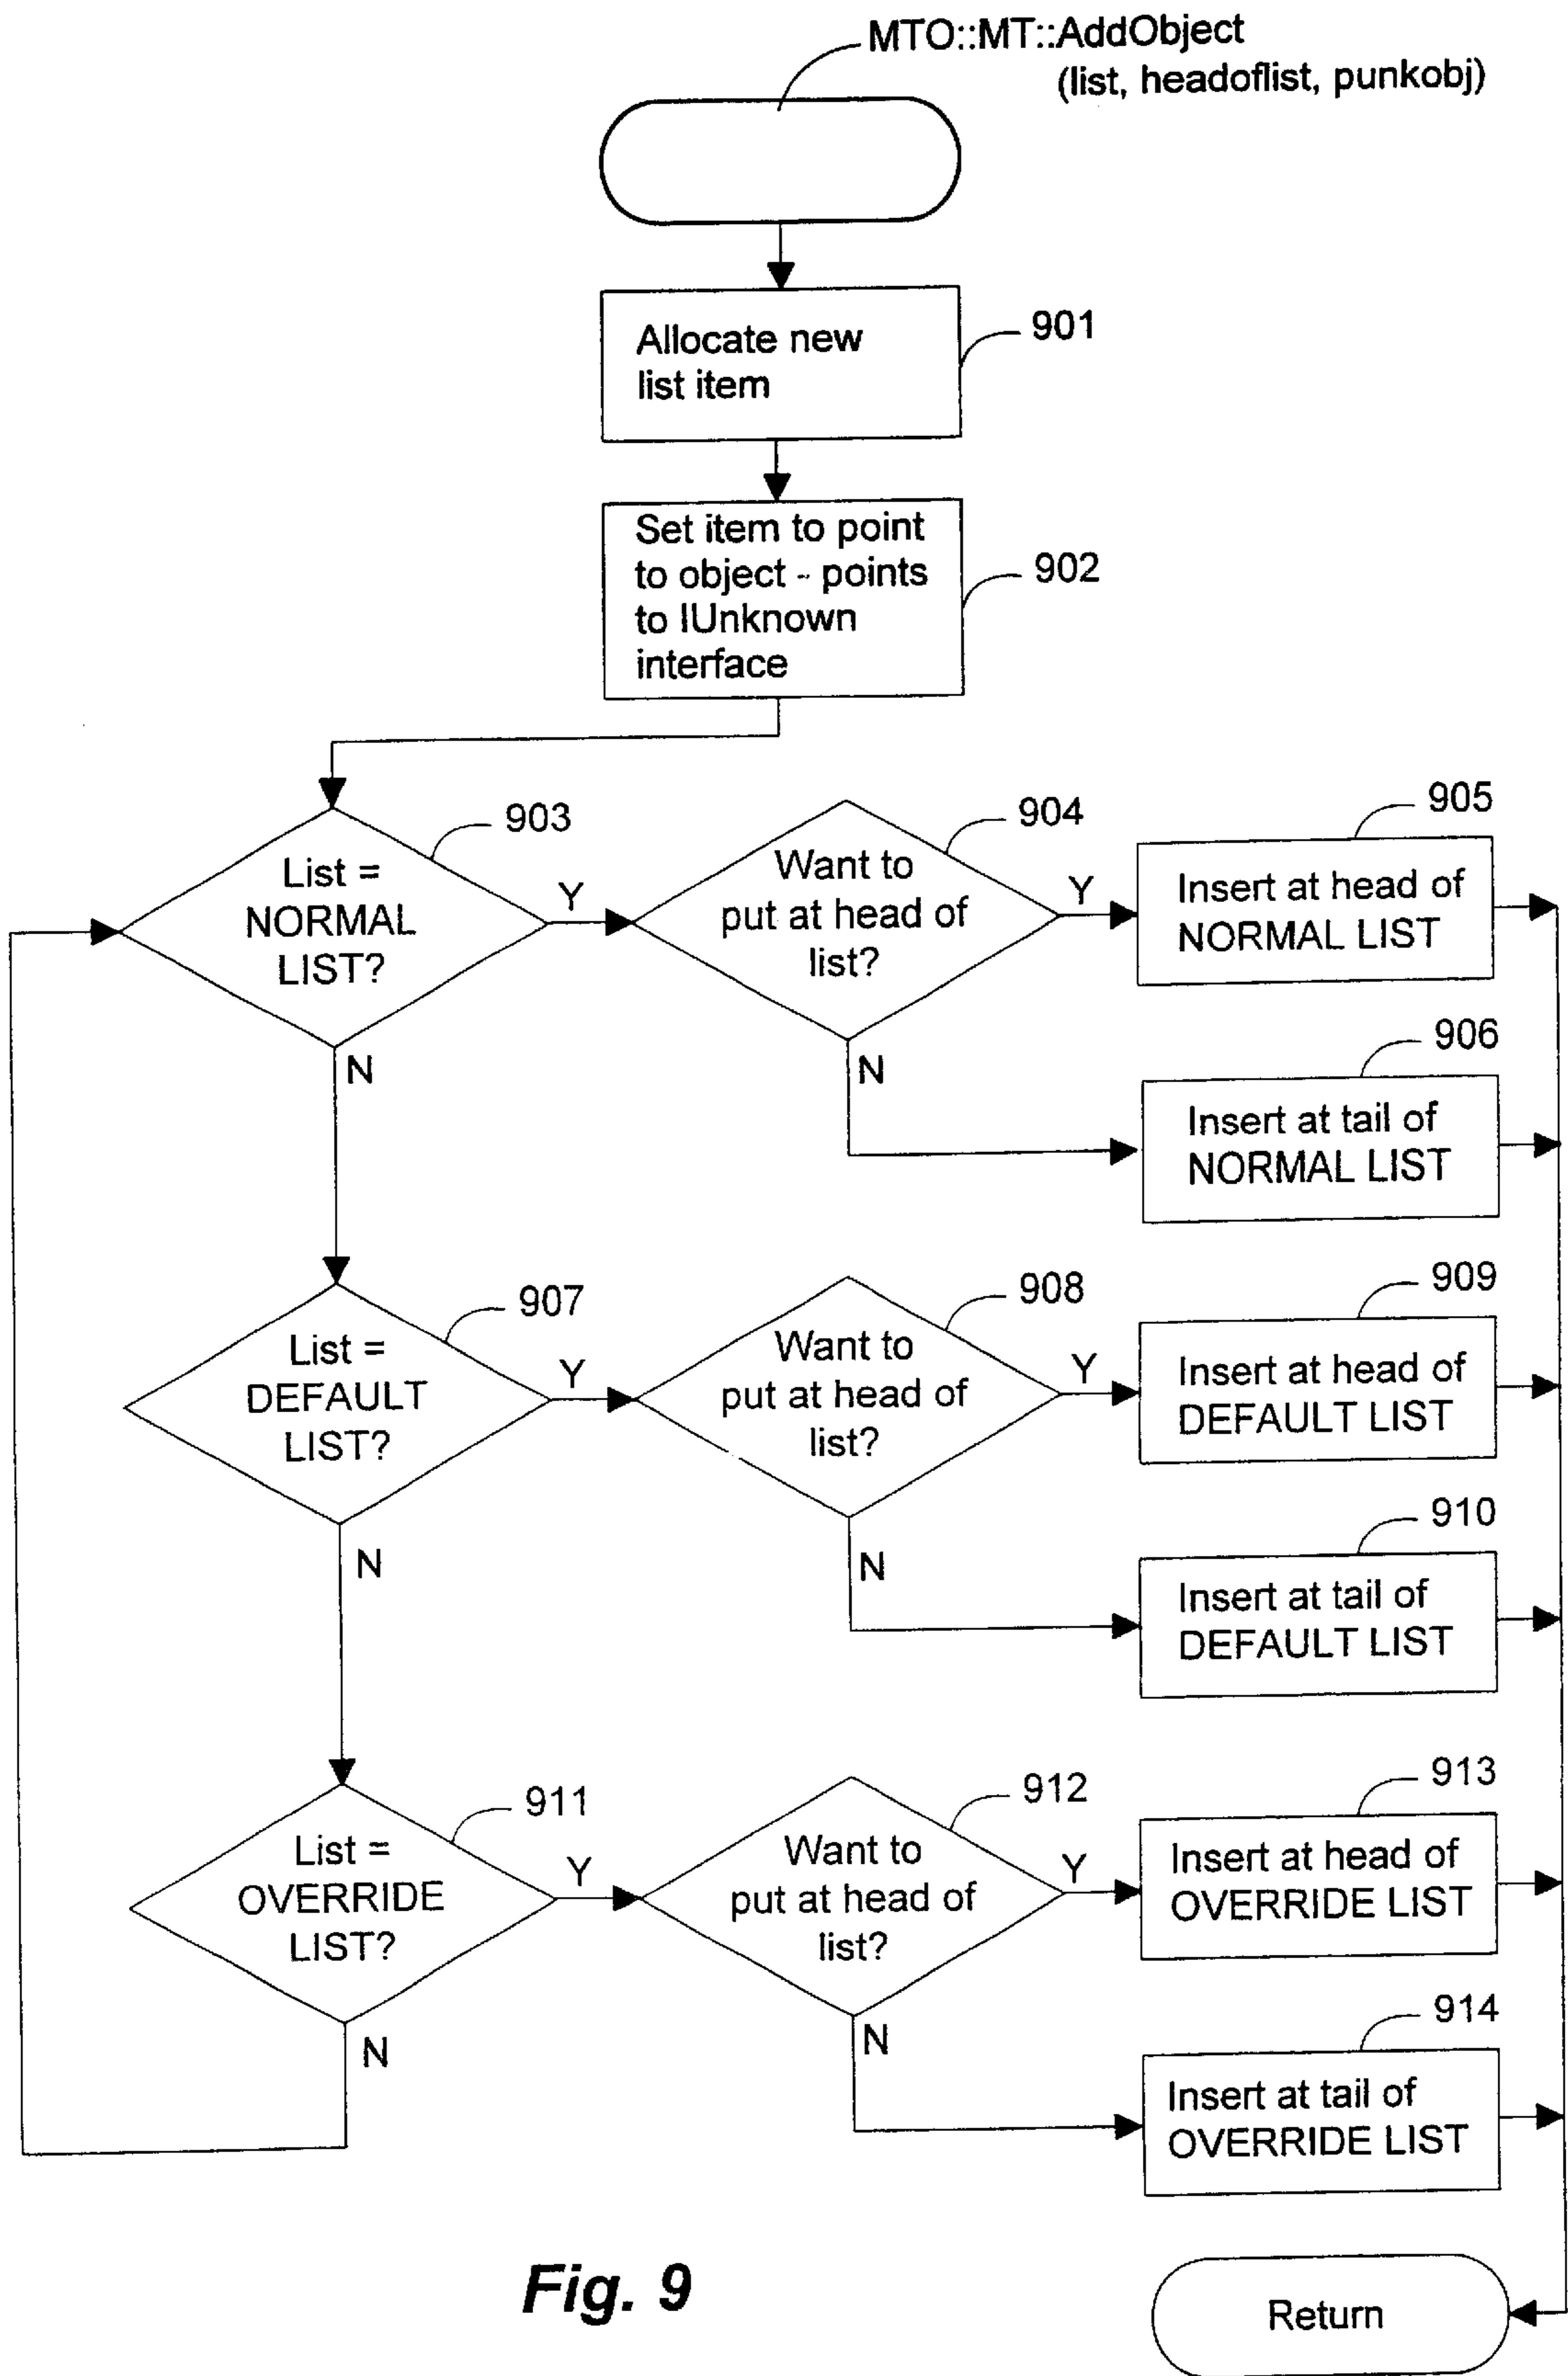 MTO::MT::AddObject
(list, headoflist, punkobj)
Allocate new
list item
901
Set item to point
to object - points
to IUnknown
interface
902
903
List =
NORMAL
LIST?
Y
N
904
Want to
put at head of
list?
Y
N
905
Insert at head of
NORMAL LIST
906
Insert at tail of
NORMAL LIST
907
List =
DEFAULT
LIST?
Y
N
908
Want to
put at head of
list?
Y
N
909
Insert at head of
DEFAULT LIST
910
Insert at tail of
DEFAULT LIST
911
List =
OVERRIDE
LIST?
Y
N
912
Want to
put at head of
list?
Y
N
913
Insert at head of
OVERRIDE LIST
914
Insert at tail of
OVERRIDE LIST
Fig. 9
Return